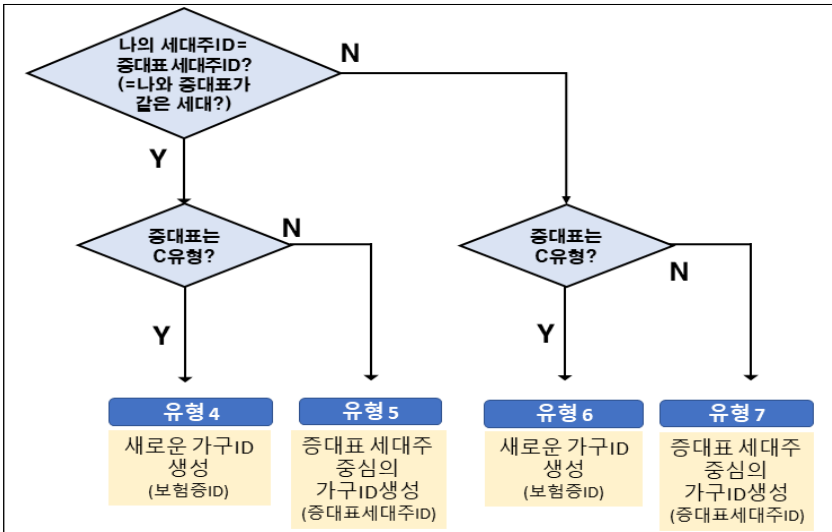 나의 세대주ID=
증대표 세대주ID?
(=나와 증대표가
같은 세대?)
N
Y
증대표는
C유형?
N
증대표는
C유형?
N
Y
Y
유형4
유형5
유형6
유형7
새로운 가구ID
생성
(보험증ID)
증대표 세대주
중심의
가구ID생성
(증대표세대주ID)
새로운 가구ID
생성
(보험증ID)
증대표 세대주
중심의
가구ID생성
(증대표세대주ID)